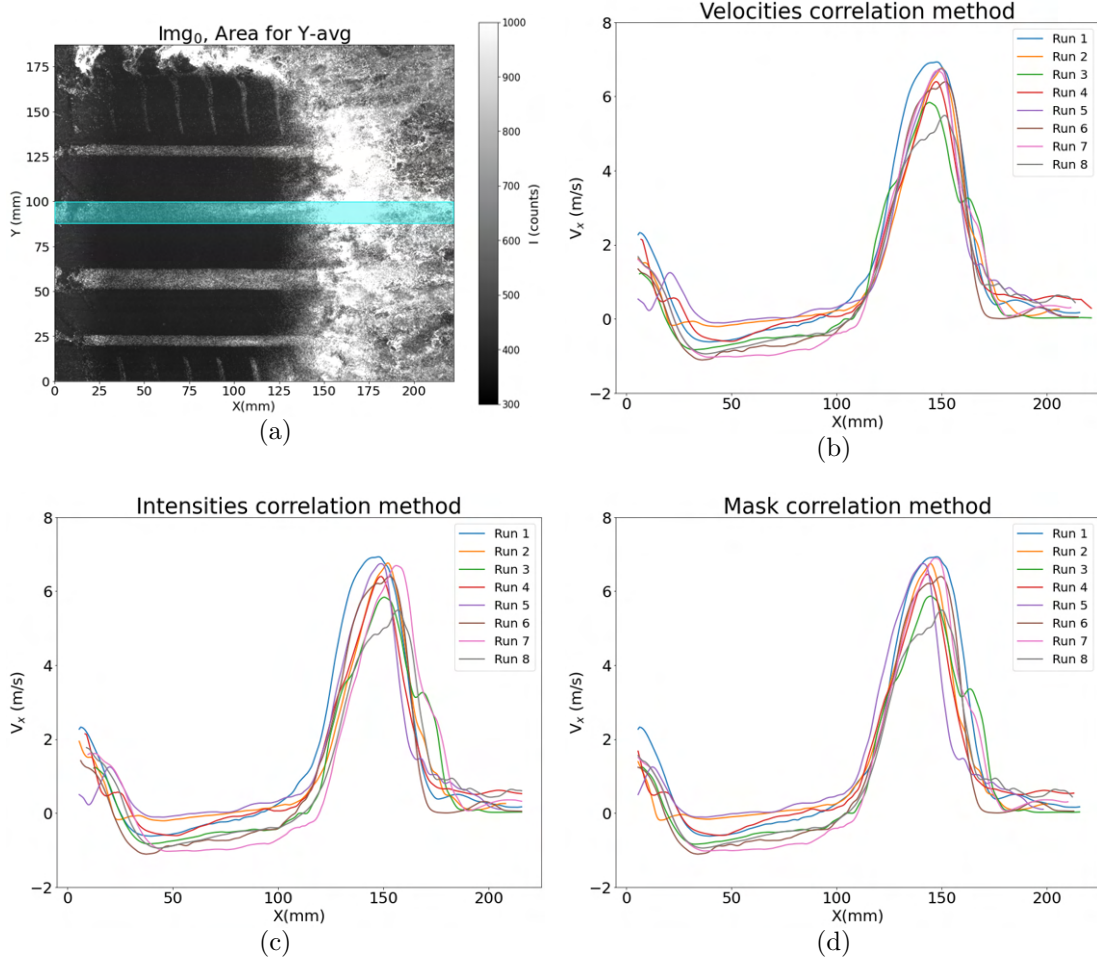 Img₀, Area for Y-avg
175
150
125
100
75
50
25
0
Y (mm)
0 25 50 75 100 125 150 175 200
X(mm)
1000
900
800
700
600
500
400
300
I (counts)
(a)
Velocities correlation method
8
6
4
2
0
−2
Vₓ (m/s)
0 50 100 150 200
X(mm)
Run 1
Run 2
Run 3
Run 4
Run 5
Run 6
Run 7
Run 8
(b)
Intensities correlation method
8
6
4
2
0
−2
Vₓ (m/s)
0 50 100 150 200
X(mm)
Run 1
Run 2
Run 3
Run 4
Run 5
Run 6
Run 7
Run 8
(c)
Mask correlation method
8
6
4
2
0
−2
Vₓ (m/s)
0 50 100 150 200
X(mm)
Run 1
Run 2
Run 3
Run 4
Run 5
Run 6
Run 7
Run 8
(d)